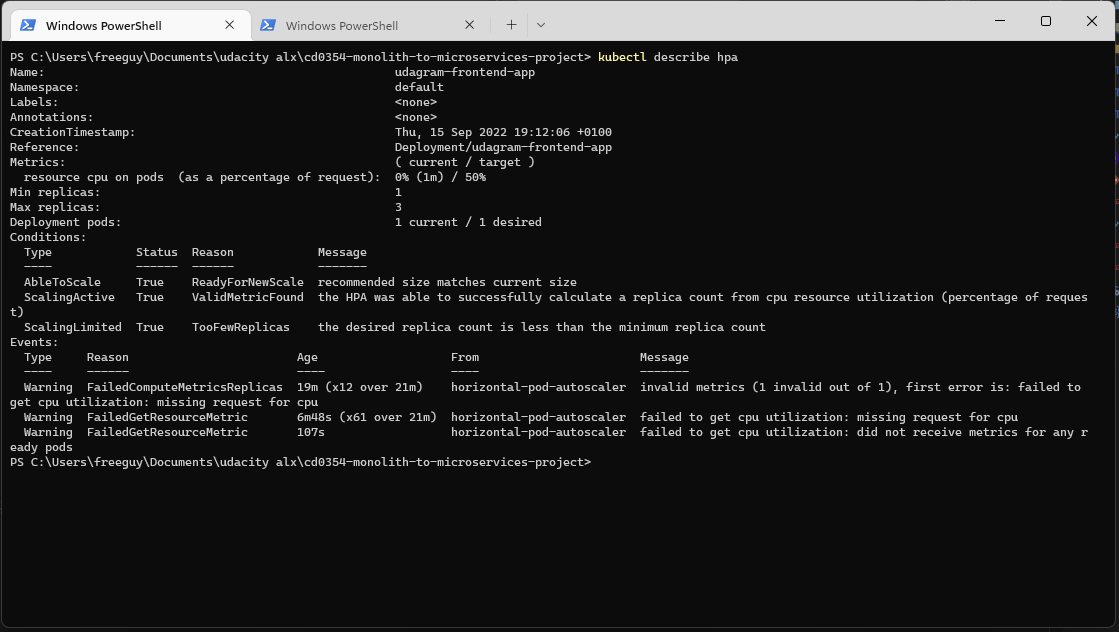 Windows PowerShell
Windows PowerShell
PS C:\Users\freeguy\Documents\udacity alx\cd0354-monolith-to-microservices-project> kubectl describe hpa
Name:                                                  udagram-frontend-app
Namespace:                                             default
Labels:                                                <none>
Annotations:                                           <none>
CreationTimestamp:                                     Thu, 15 Sep 2022 19:12:06 +0100
Reference:                                             Deployment/udagram-frontend-app
Metrics:                                               ( current / target )
  resource cpu on pods  (as a percentage of request):  0% (1m) / 50%
Min replicas:                                          1
Max replicas:                                          3
Deployment pods:                                       1 current / 1 desired
Conditions:
  Type            Status  Reason            Message
  ----            ------  ------            -------
  AbleToScale     True    ReadyForNewScale  recommended size matches current size
  ScalingActive   True    ValidMetricFound  the HPA was able to successfully calculate a replica count from cpu resource utilization (percentage of reques
t)
  ScalingLimited  True    TooFewReplicas    the desired replica count is less than the minimum replica count
Events:
  Type     Reason                        Age                   From                       Message
  ----     ------                        ----                  ----                       -------
  Warning  FailedComputeMetricsReplicas  19m (x12 over 21m)    horizontal-pod-autoscaler  invalid metrics (1 invalid out of 1), first error is: failed to
get cpu utilization: missing request for cpu
  Warning  FailedGetResourceMetric       6m48s (x61 over 21m)  horizontal-pod-autoscaler  failed to get cpu utilization: missing request for cpu
  Warning  FailedGetResourceMetric       107s                  horizontal-pod-autoscaler  failed to get cpu utilization: did not receive metrics for any r
eady pods
PS C:\Users\freeguy\Documents\udacity alx\cd0354-monolith-to-microservices-project>